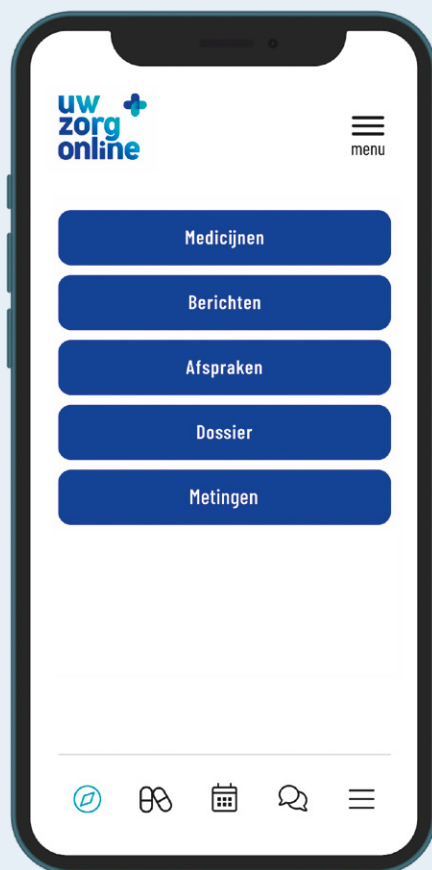 uw
zorg
online
menu
Medicijnen
Berichten
Afspraken
Dossier
Metingen